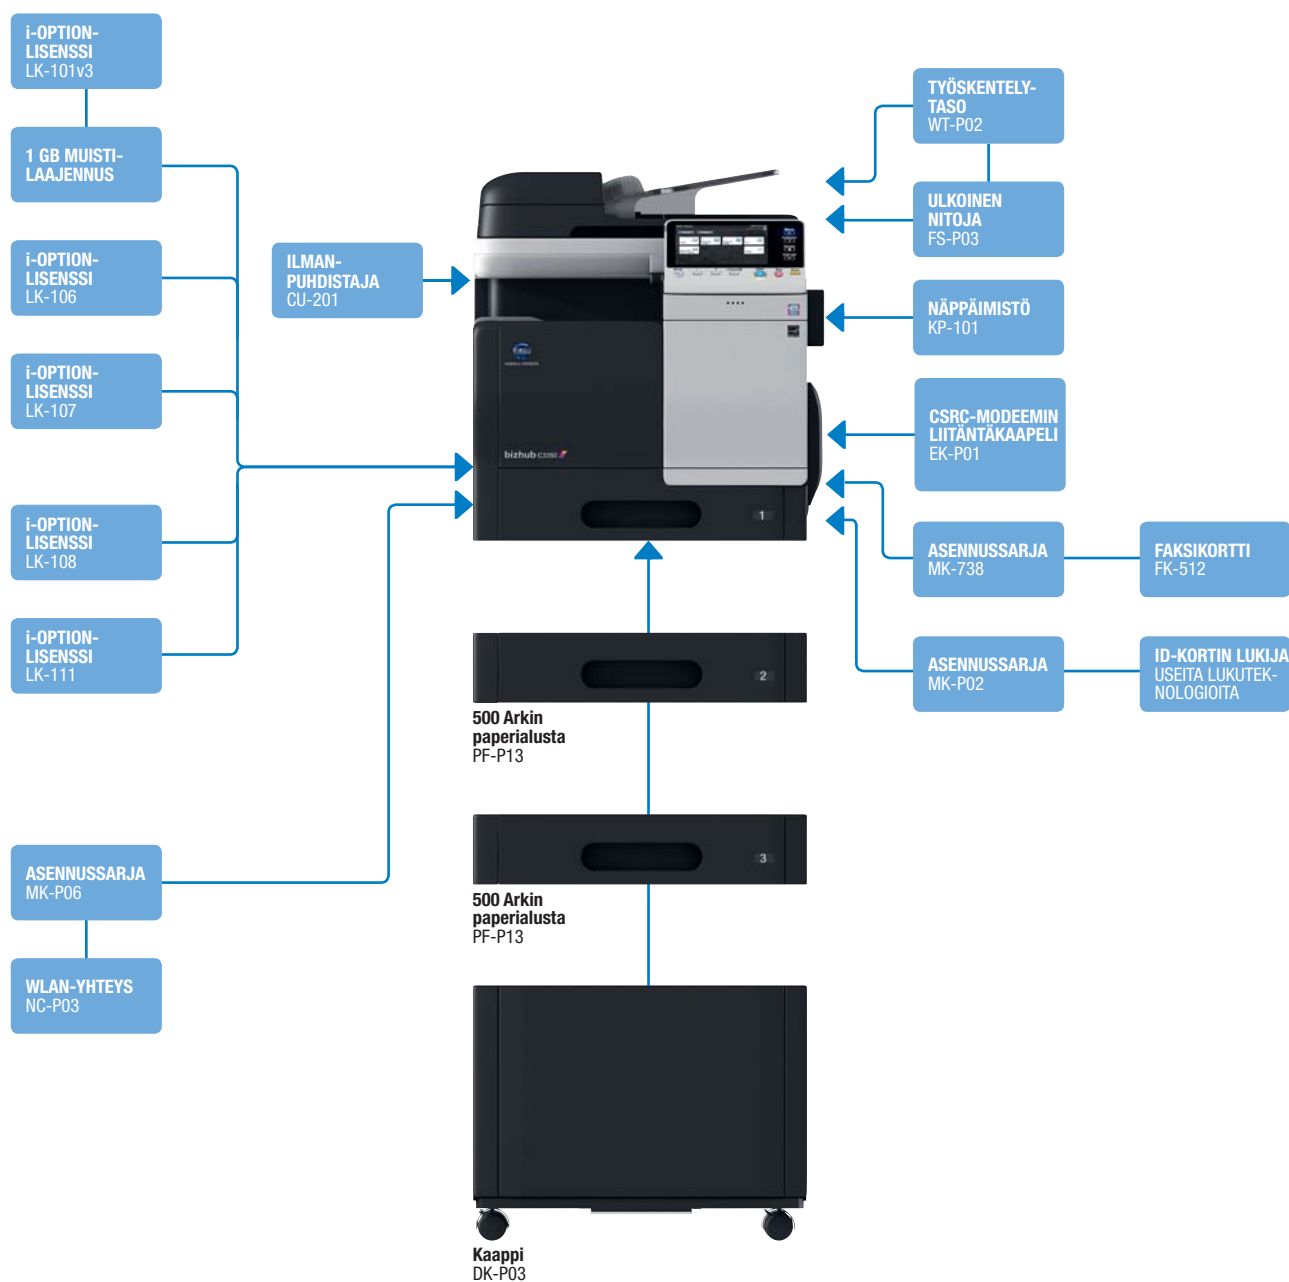 i-OPTION-
LISENSSI
LK-101v3
1 GB MUISTI-
LAAJENNUS
i-OPTION-
LISENSSI
LK-106
i-OPTION-
LISENSSI
LK-107
i-OPTION-
LISENSSI
LK-108
i-OPTION-
LISENSSI
LK-111
ASENNUSSARJA
MK-P06
WLAN-YHTEYS
NC-P03
ILMAN-
PUHDISTAJA
CU-201
bizhub C3350
1
2
500 Arkin
paperialusta
PF-P13
3
500 Arkin
paperialusta
PF-P13
Kaappi
DK-P03
TYÖSKENTELY-
TASO
WT-P02
ULKOINEN
NITOJA
FS-P03
NÄPPÄIMISTÖ
KP-101
CSRC-MODEEMIN
LIITÄNTÄKAAPELI
EK-P01
ASENNUSSARJA
MK-738
FAKSIKORTTI
FK-512
ASENNUSSARJA
MK-P02
ID-KORTIN LUKIJA
USEITA LUKUTEK-
NOLOGIOITA